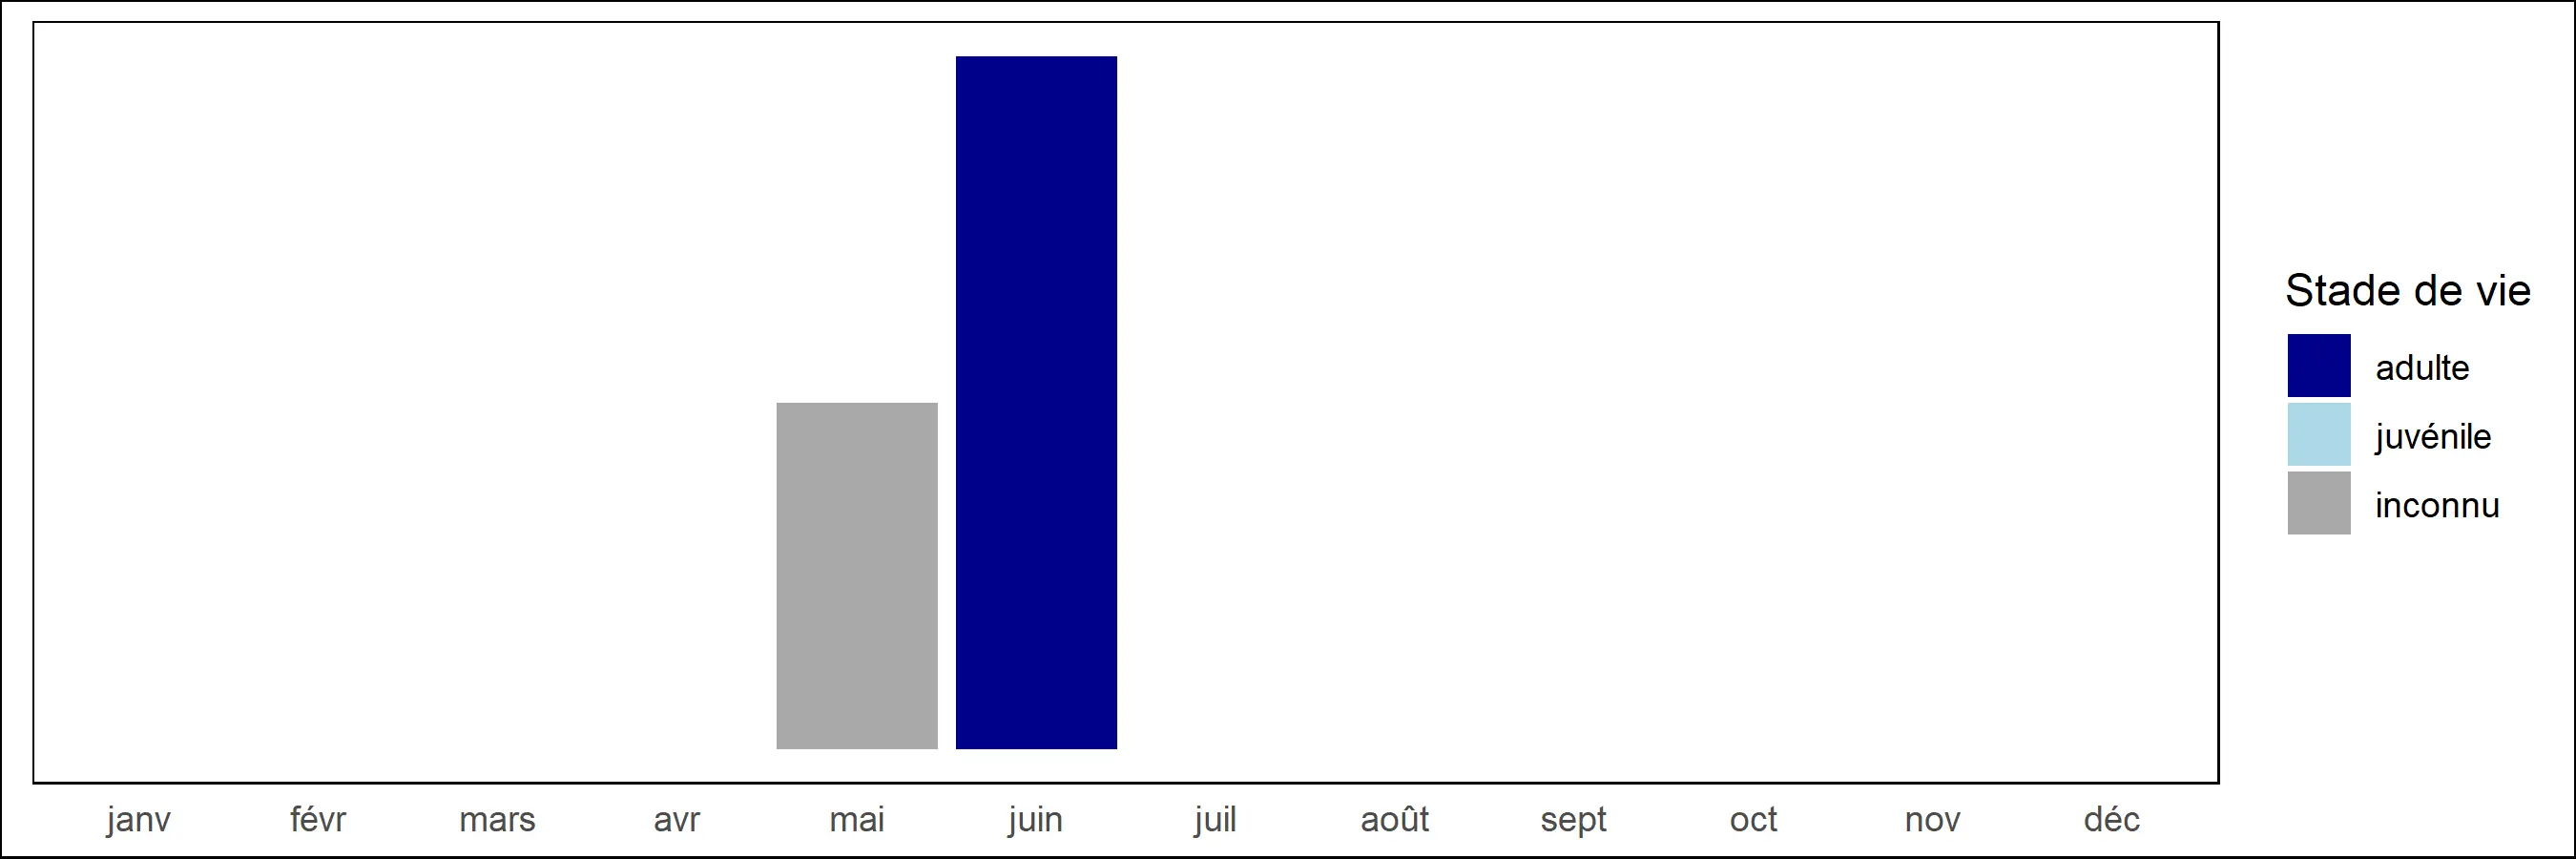 Stade de vie
adulte
juvénile
inconnu
janv févr mars avr mai juin juil août sept oct nov déc